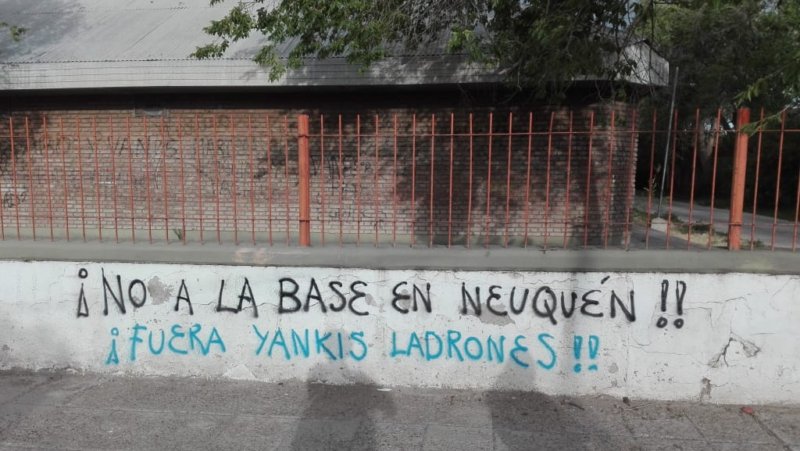 ¡NO A LA BASE EN NEUQUÉN!!
¡FUERA YANKIS LADRONES!!